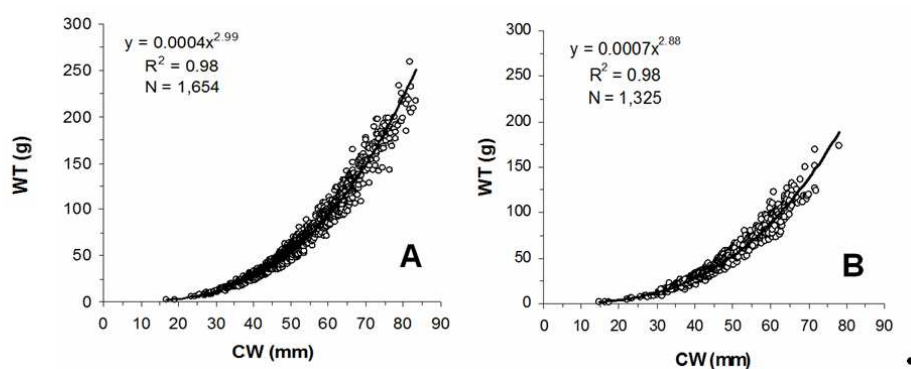 300
250
200
150
100
50
0
WT (g)
y = 0.0004x^2.99
R² = 0.98
N = 1,654
A
0 10 20 30 40 50 60 70 80 90
CW (mm)
300
250
200
150
100
50
0
WT (g)
y = 0.0007x^2.88
R² = 0.98
N = 1,325
B
0 10 20 30 40 50 60 70 80 90
CW (mm)